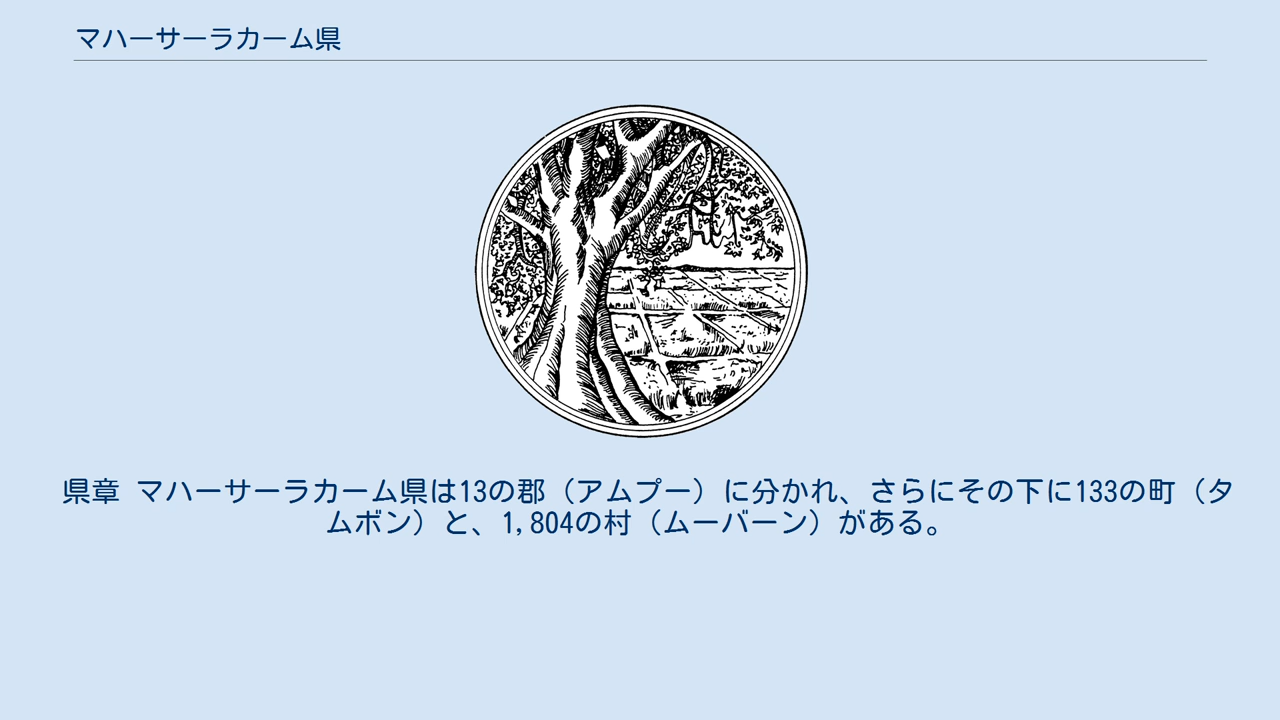 マハーサーラカーム県
県章 マハーサーラカーム県は13の郡（アムプー）に分かれ、さらにその下に133の町（タ
ムボン）と、1,804の村（ムーバーン）がある。